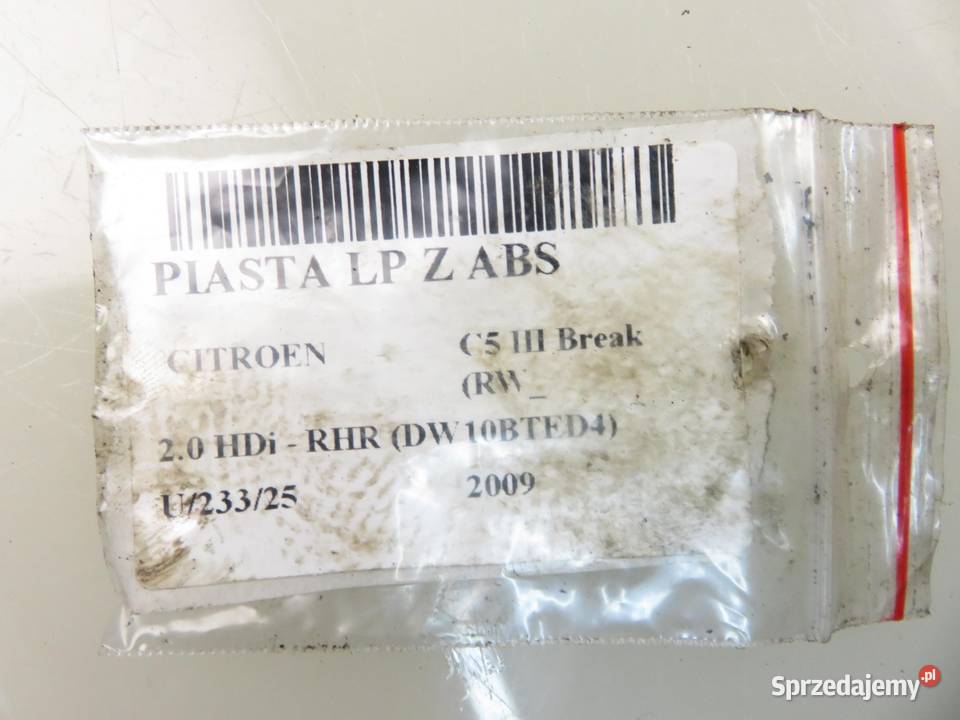 PIASTA LP Z ABS
CITROEN C5 III Break
(RW_
2.0 HDi - RHR (DW10BTED4)
U/233/25 2009
Sprzedajemy.pl